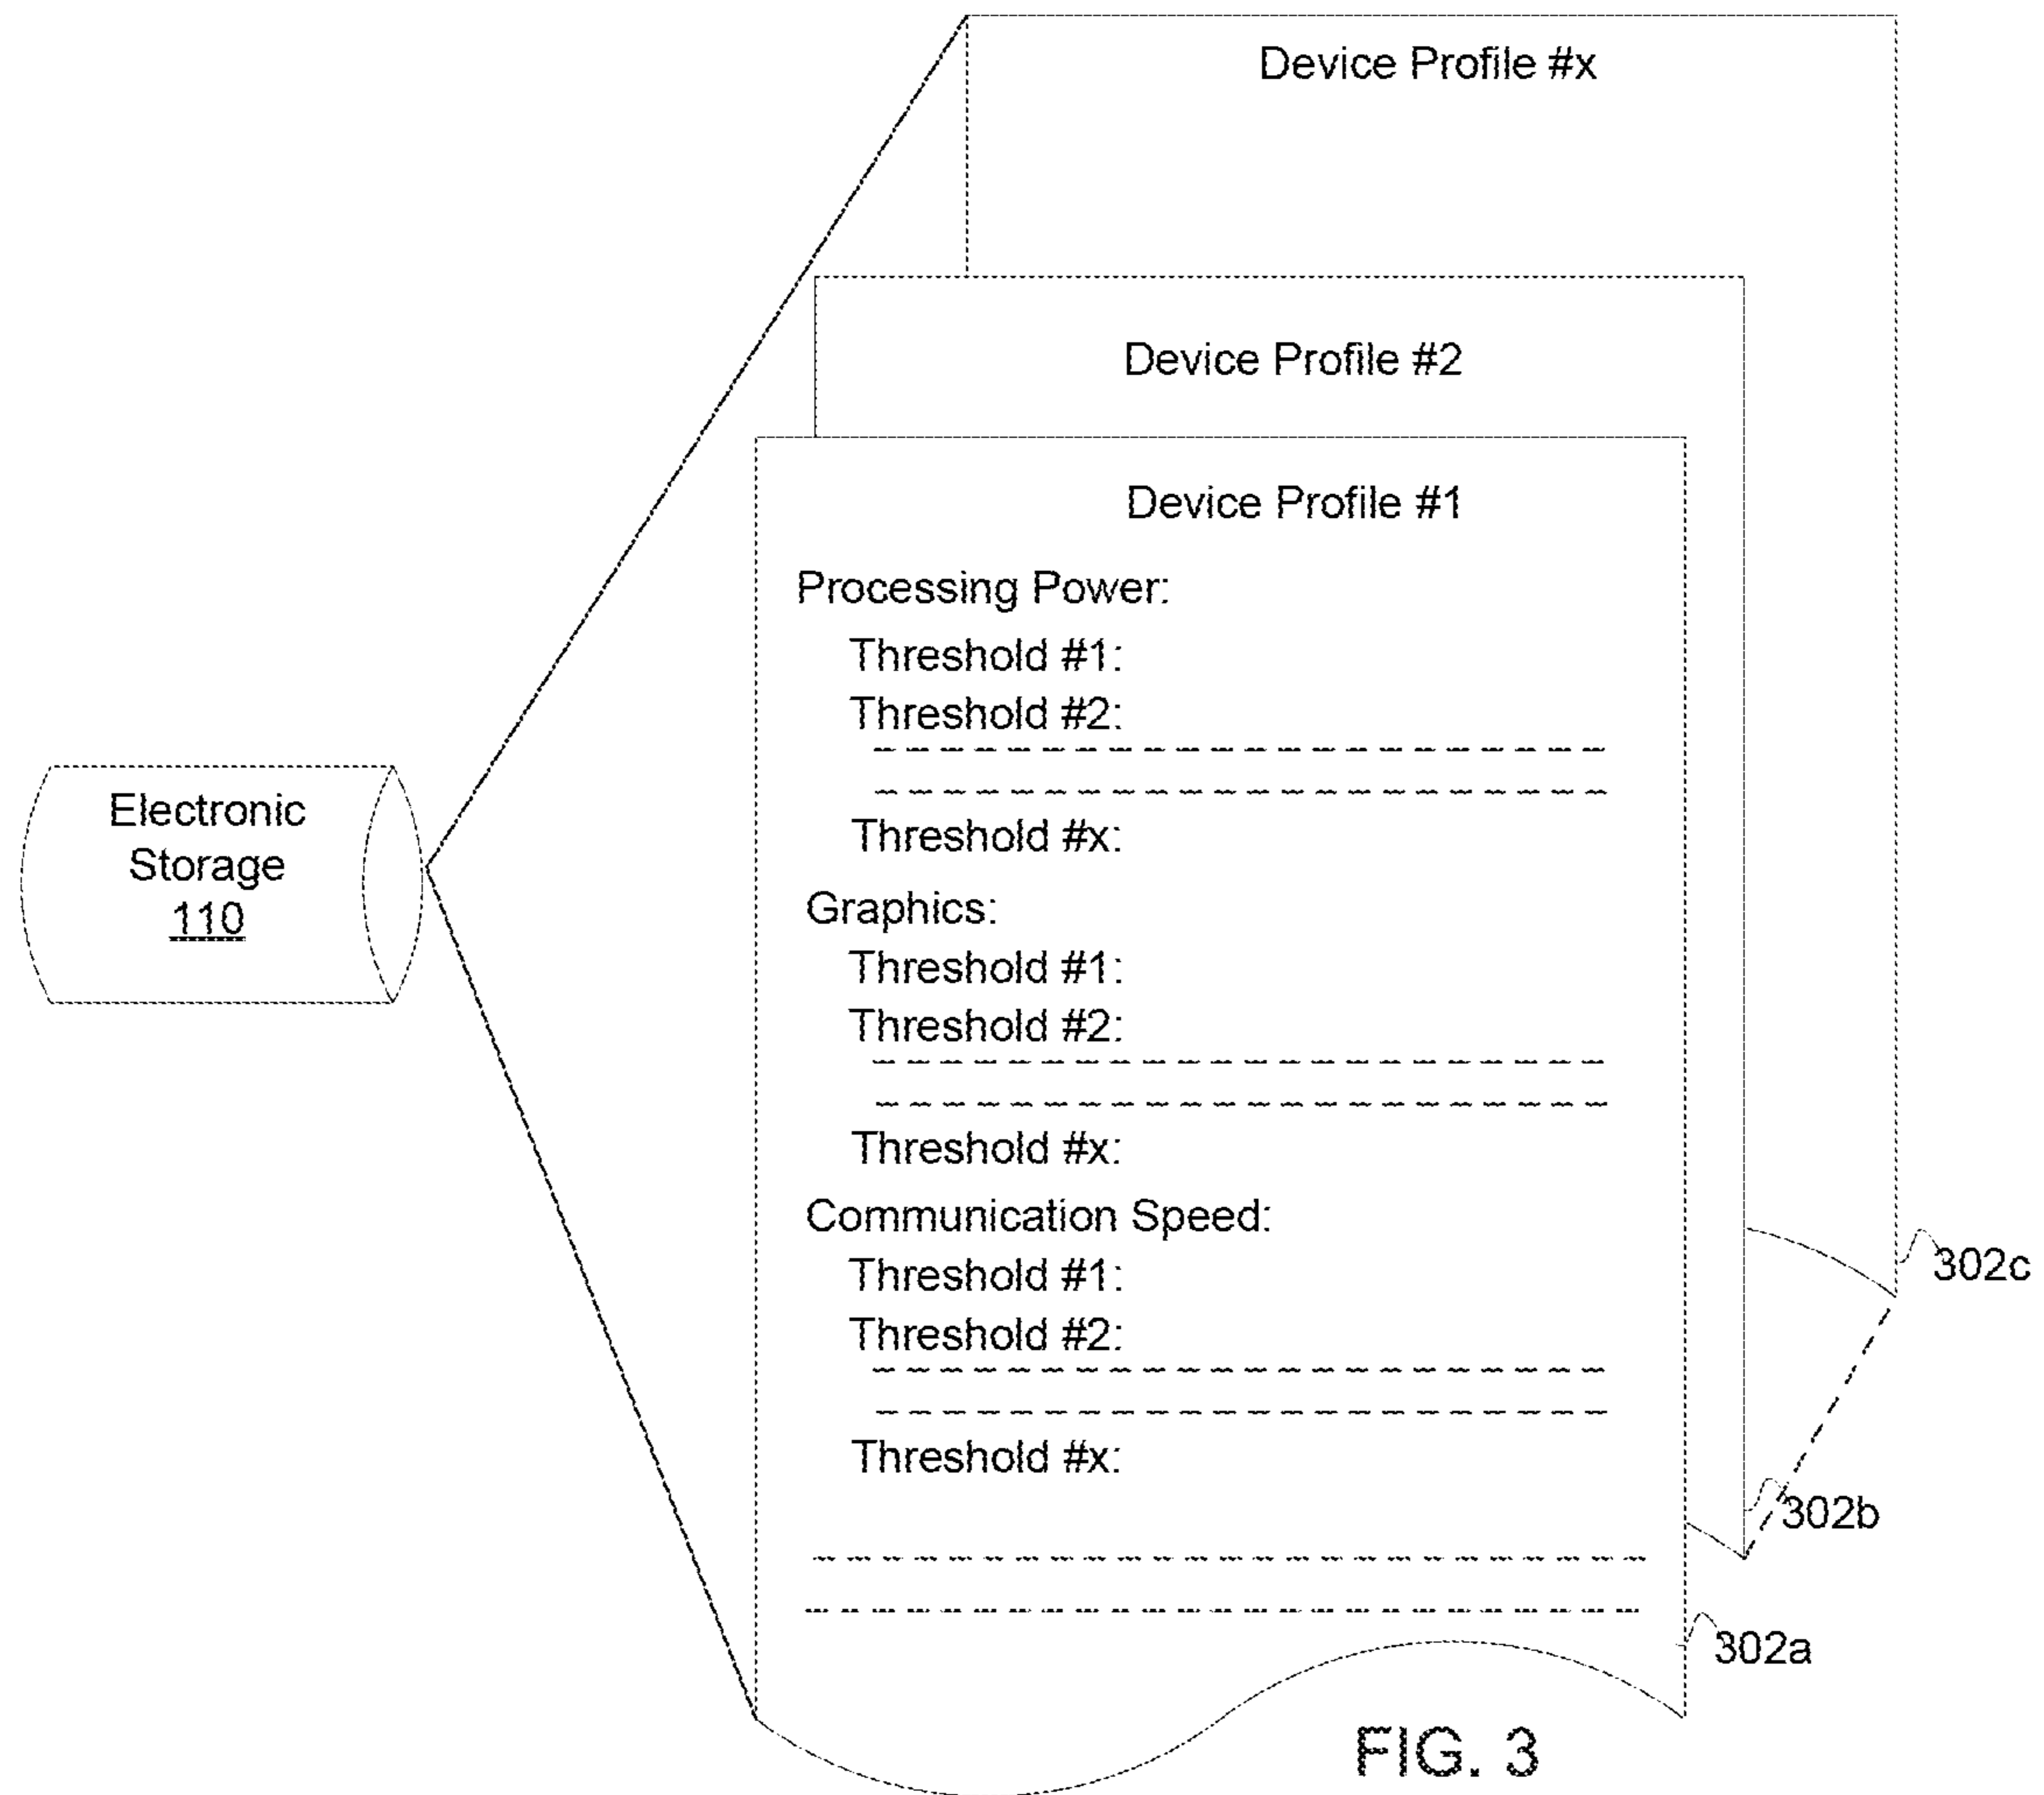 Device Profile #x
Device Profile #2
Device Profile #1
Processing Power:
Threshold #1:
Threshold #2:
Threshold #x:
Graphics:
Threshold #1:
Threshold #2:
Threshold #x:
Communication Speed:
Threshold #1:
Threshold #2:
Threshold #x:
Electronic
Storage
110
302c
302b
302a
FIG. 3